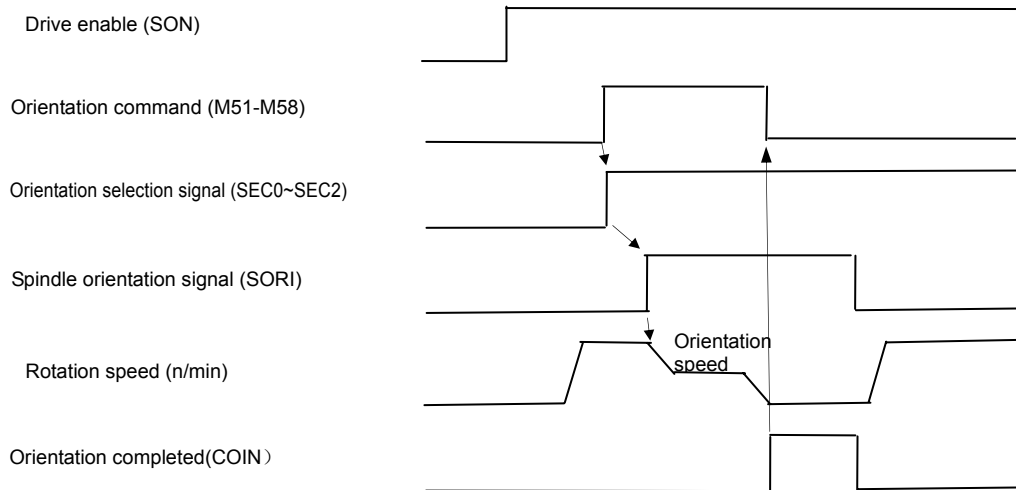 Drive enable (SON)
Orientation command (M51-M58)
Orientation selection signal (SEC0~SEC2)
Spindle orientation signal (SORI)
Orientation
speed
Rotation speed (n/min)
Orientation completed(COIN）